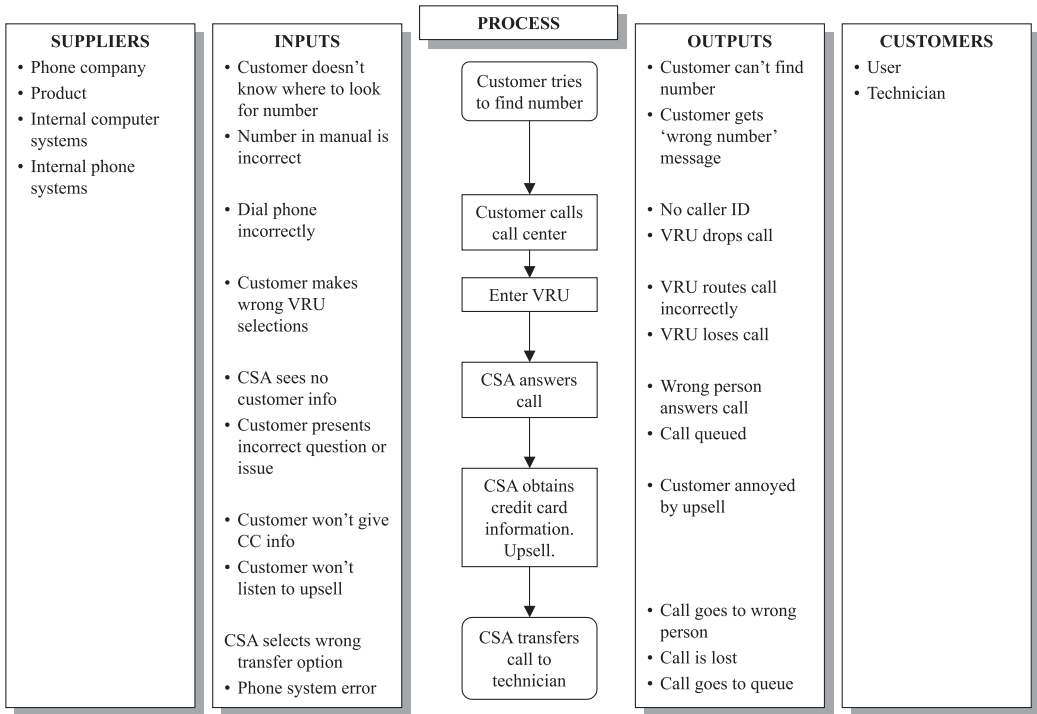 SUPPLIERS
• Phone company
• Product
• Internal computer
systems
• Internal phone
systems
INPUTS
• Customer doesn't
know where to look
for number
• Number in manual is
incorrect
• Dial phone
incorrectly
• Customer makes
wrong VRU
selections
• CSA sees no
customer info
• Customer presents
incorrect question or
issue
• Customer won't give
CC info
• Customer won't
listen to upsell
CSA selects wrong
transfer option
• Phone system error
PROCESS
Customer tries
to find number
Customer calls
call center
Enter VRU
CSA answers
call
CSA obtains
credit card
information.
Upsell.
CSA transfers
call to
technician
OUTPUTS
• Customer can't find
number
• Customer gets
‘wrong number’
message
• No caller ID
• VRU drops call
• VRU routes call
incorrectly
• VRU loses call
• Wrong person
answers call
• Call queued
• Customer annoyed
by upsell
• Call goes to wrong
person
• Call is lost
• Call goes to queue
CUSTOMERS
• User
• Technician